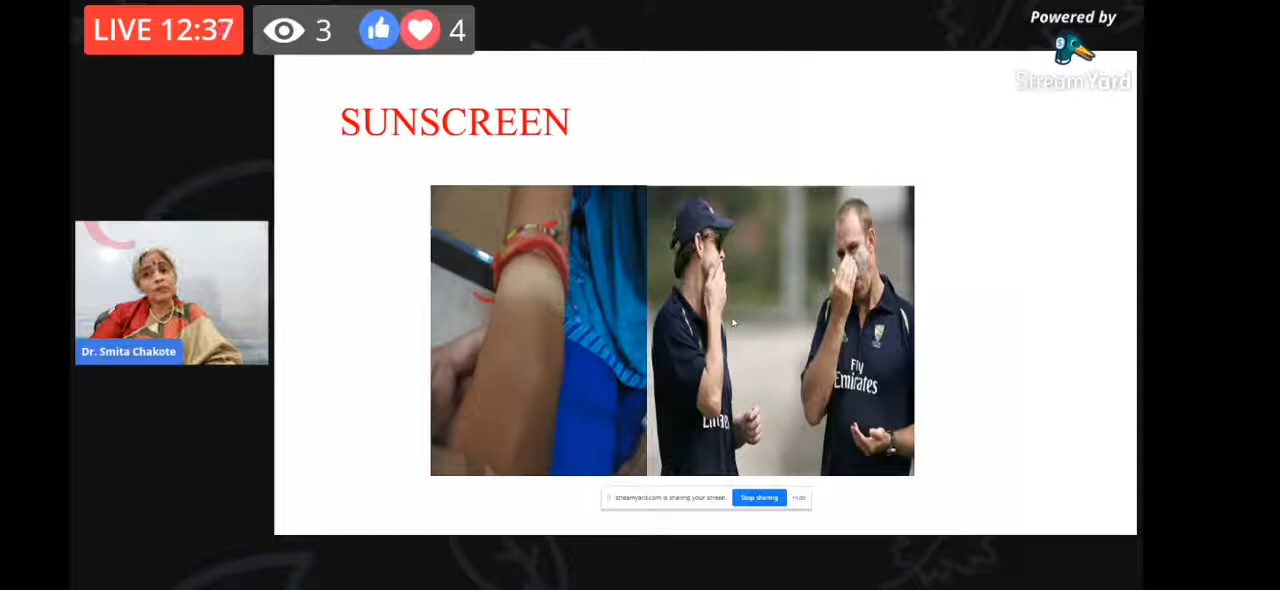 LIVE 12:37
3
4
Powered by
StreamYard
SUNSCREEN
Dr. Smita Chakote
Fly
Emirates
streamyard.com is sharing your screen.
Stop sharing
Hide